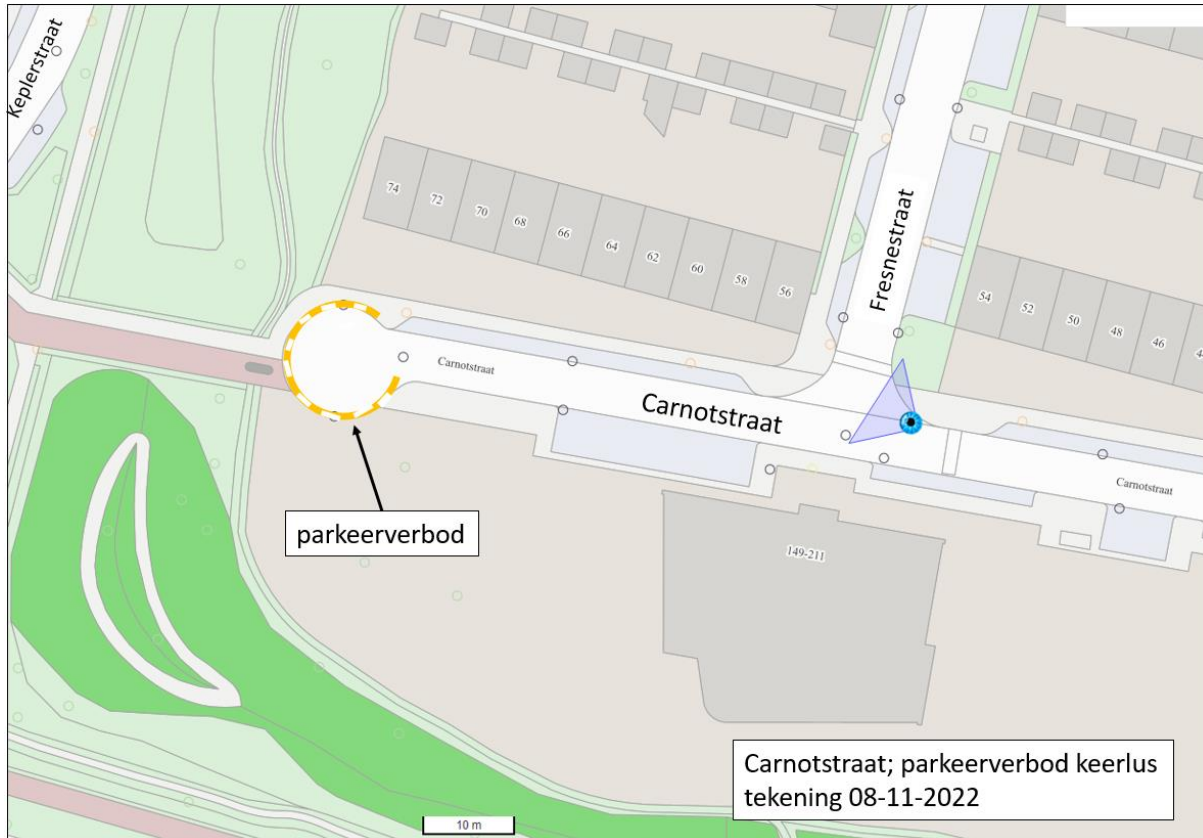 Keplerstraat
74
72
70
68
66
64
62
60
58
56
Fresnestraat
54
52
50
48
46
Carnotstraat
Carnotstraat
Carnotstraat
parkeerverbod
149-211
Carnotstraat; parkeerverbod keerlus
tekening 08-11-2022
10 m